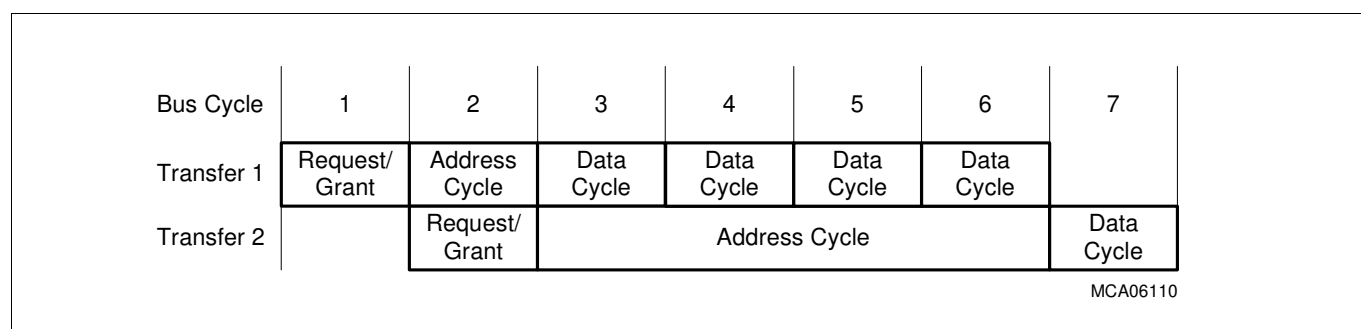 Bus Cycle 1 2 3 4 5 6 7
Transfer 1
Request/
Grant
Address
Cycle
Data
Cycle
Data
Cycle
Data
Cycle
Data
Cycle
Transfer 2
Request/
Grant
Address Cycle
Data
Cycle
MCA06110